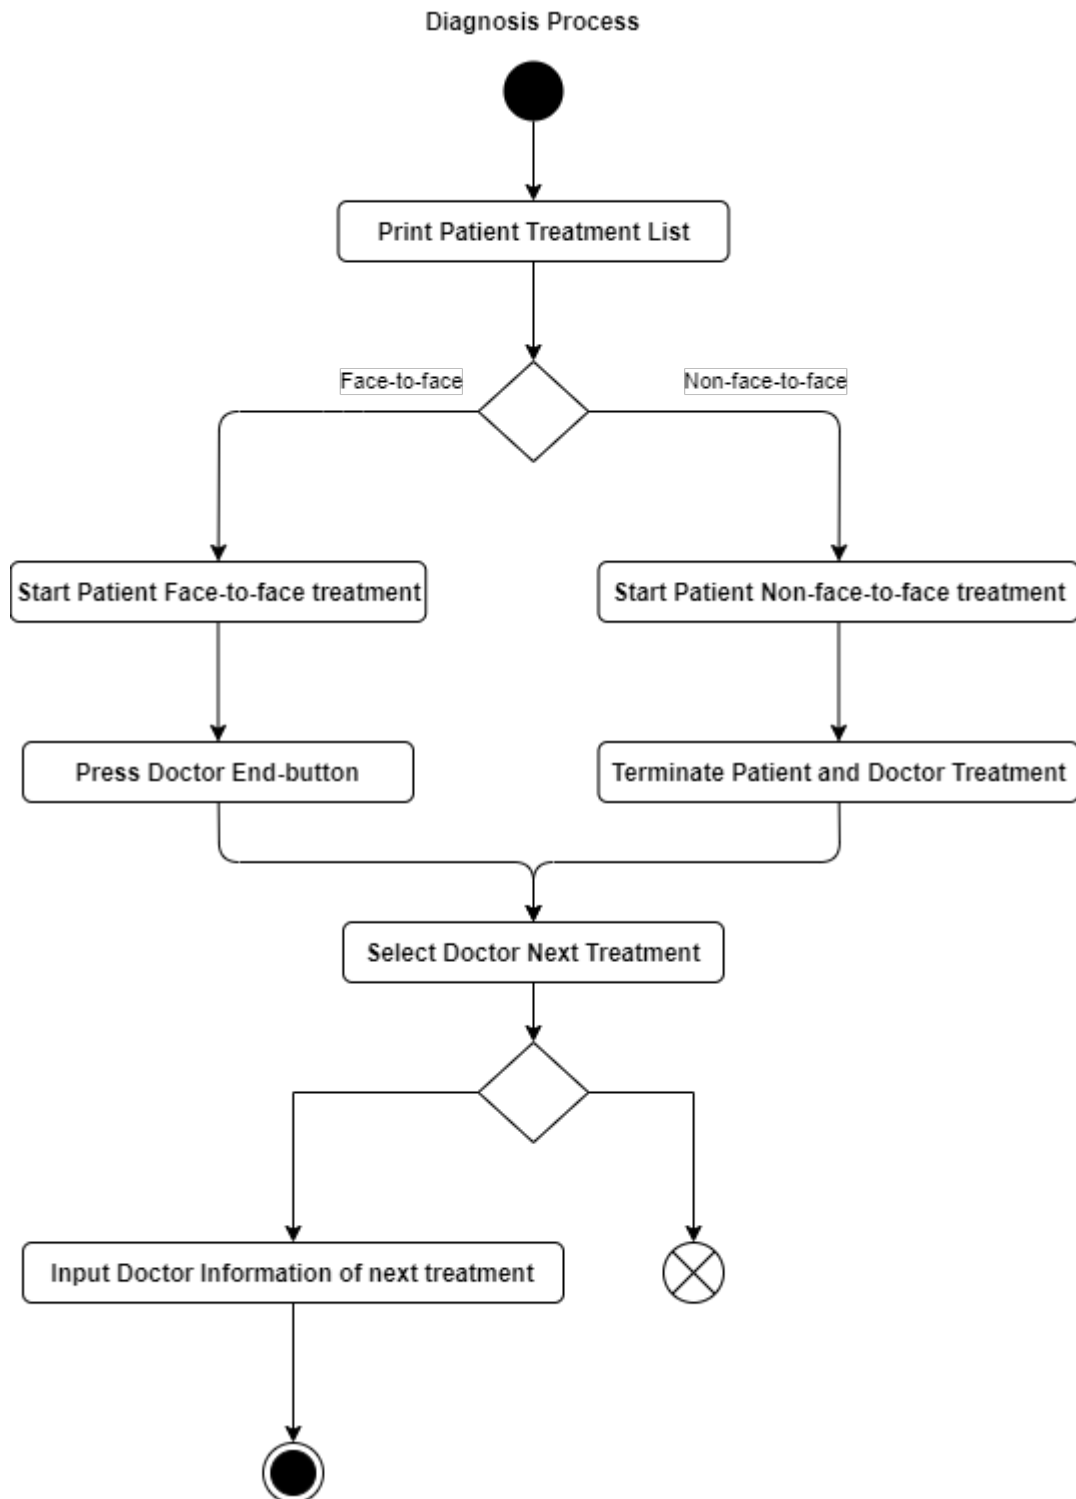 Diagnosis Process
Print Patient Treatment List
Face-to-face
Non-face-to-face
Start Patient Face-to-face treatment
Start Patient Non-face-to-face treatment
Press Doctor End-button
Terminate Patient and Doctor Treatment
Select Doctor Next Treatment
Input Doctor Information of next treatment